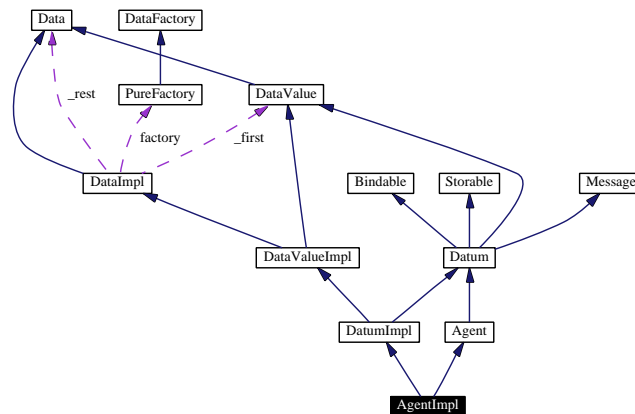 Data
DataFactory
_rest
PureFactory
DataValue
factory
_first
DataImpl
Bindable
Storable
Message
DataValueImpl
Datum
DatumImpl
Agent
AgentImpl